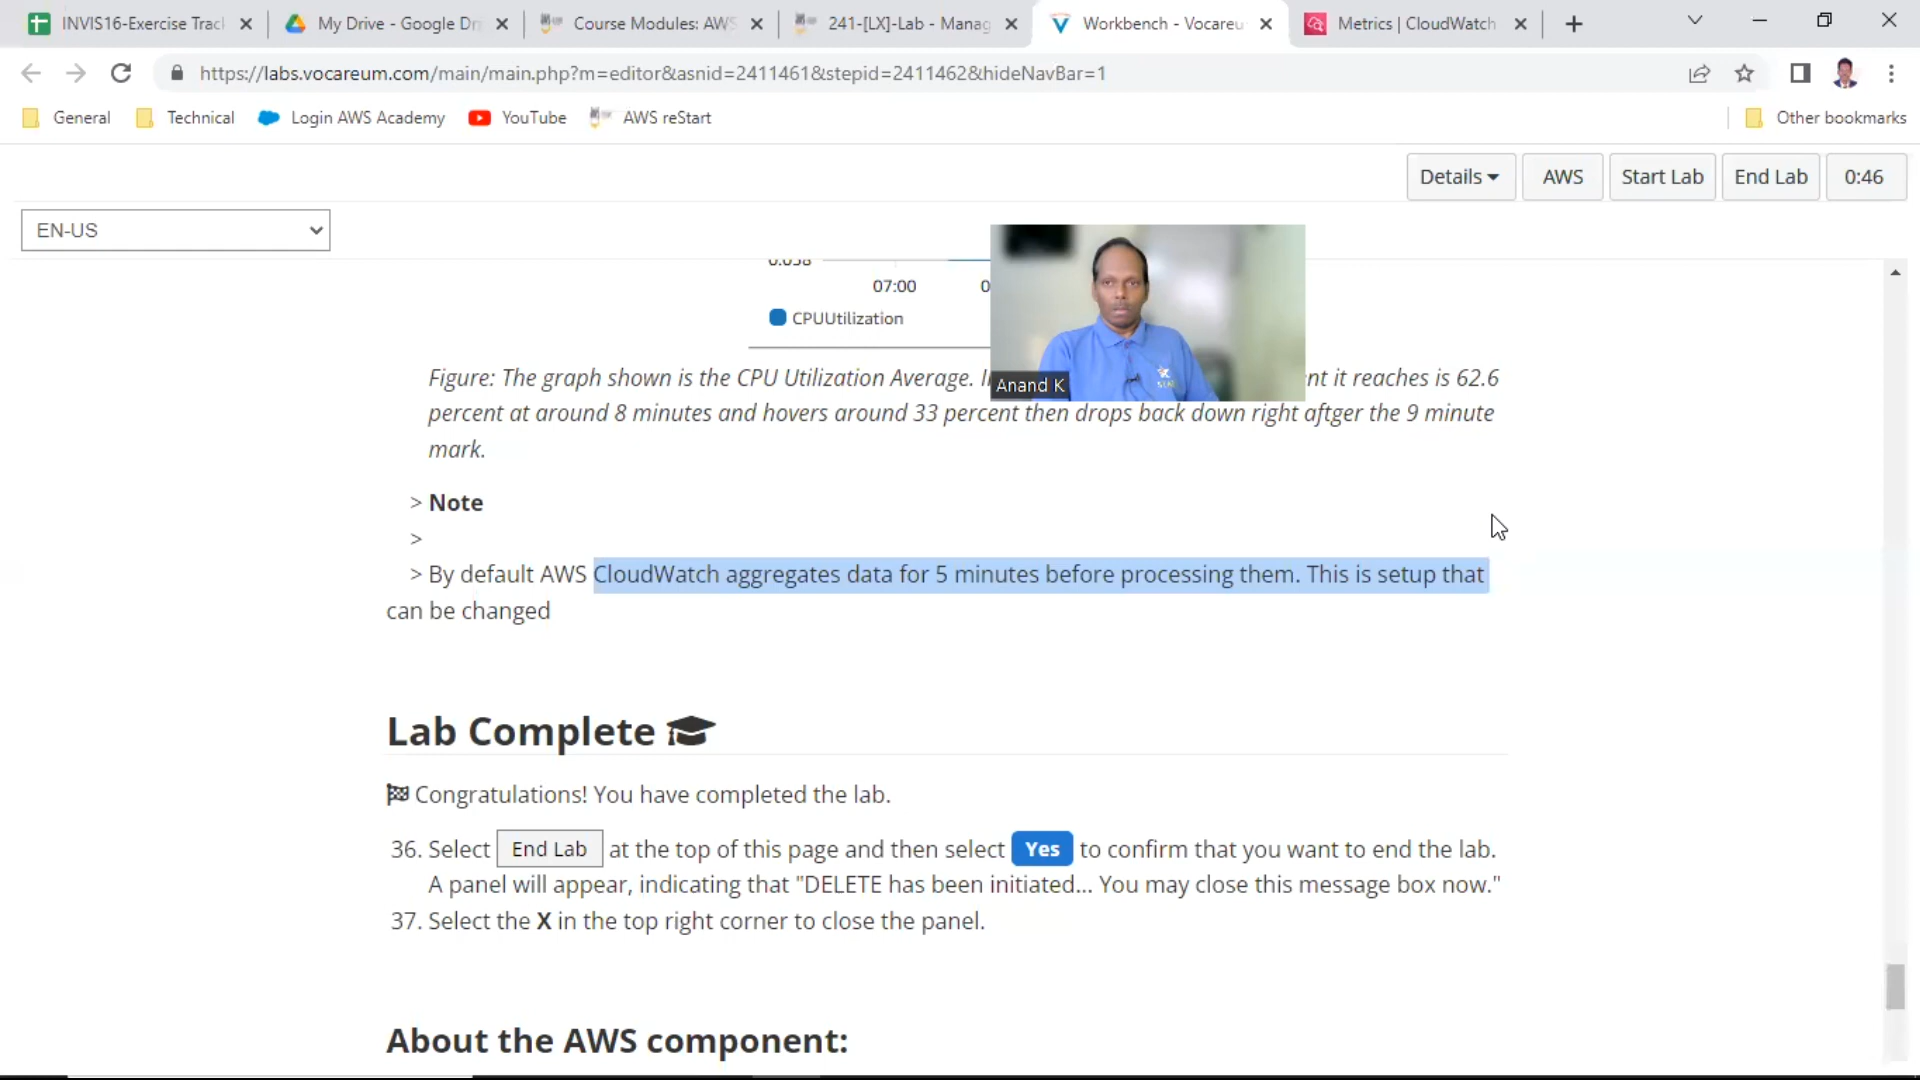 INVIS16-Exercise Trac
My Drive - Google Dri
Course Modules: AWS
241-[LX]-Lab - Manag
Workbench - Vocareu
Metrics | CloudWatch
https://labs.vocareum.com/main/main.php?m=editor&asnid=2411461&stepid=2411462&hideNavBar=1
General
Technical
Login AWS Academy
YouTube
AWS reStart
Other bookmarks
Details
AWS
Start Lab
End Lab
0:46
EN-US
0.058
07:00
0
CPUUtilization
Anand K
Figure: The graph shown is the CPU Utilization Average. I nt it reaches is 62.6
percent at around 8 minutes and hovers around 33 percent then drops back down right aftger the 9 minute
mark.
> Note
>
> By default AWS CloudWatch aggregates data for 5 minutes before processing them. This is setup that
can be changed
Lab Complete
Congratulations! You have completed the lab.
36. Select End Lab at the top of this page and then select Yes to confirm that you want to end the lab.
A panel will appear, indicating that "DELETE has been initiated... You may close this message box now."
37. Select the X in the top right corner to close the panel.
About the AWS component: